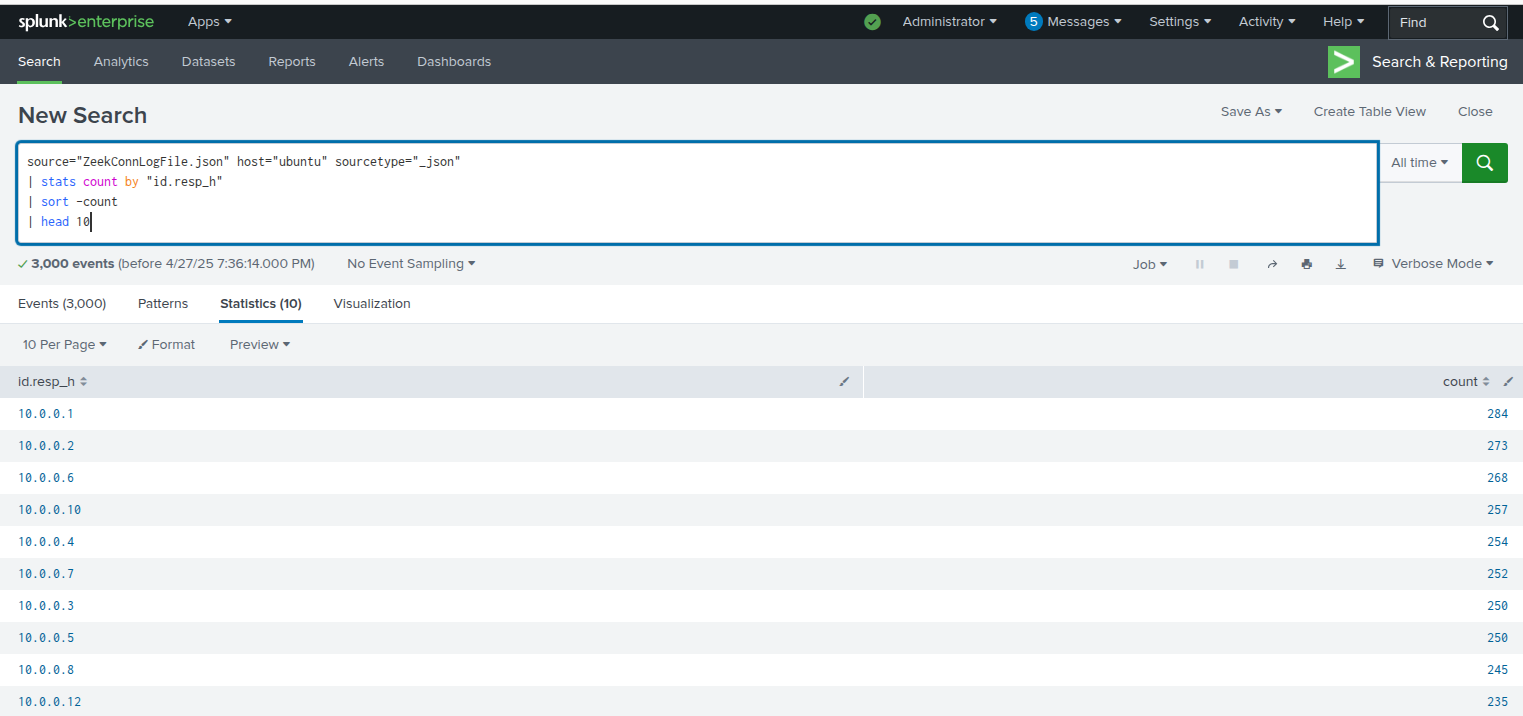 splunk>enterprise Apps Administrator 5 Messages Settings Activity Help Find
Search Analytics Datasets Reports Alerts Dashboards Search & Reporting
New Search Save As Create Table View Close
source="ZeekConnLogFile.json" host="ubuntu" sourcetype="_json" All time
| stats count by "id.resp_h"
| sort -count
| head 10
3,000 events (before 4/27/25 7:36:14.000 PM) No Event Sampling Job Verbose Mode
Events (3,000) Patterns Statistics (10) Visualization
10 Per Page Format Preview
id.resp_h count
10.0.0.1 284
10.0.0.2 273
10.0.0.6 268
10.0.0.10 257
10.0.0.4 254
10.0.0.7 252
10.0.0.3 250
10.0.0.5 250
10.0.0.8 245
10.0.0.12 235